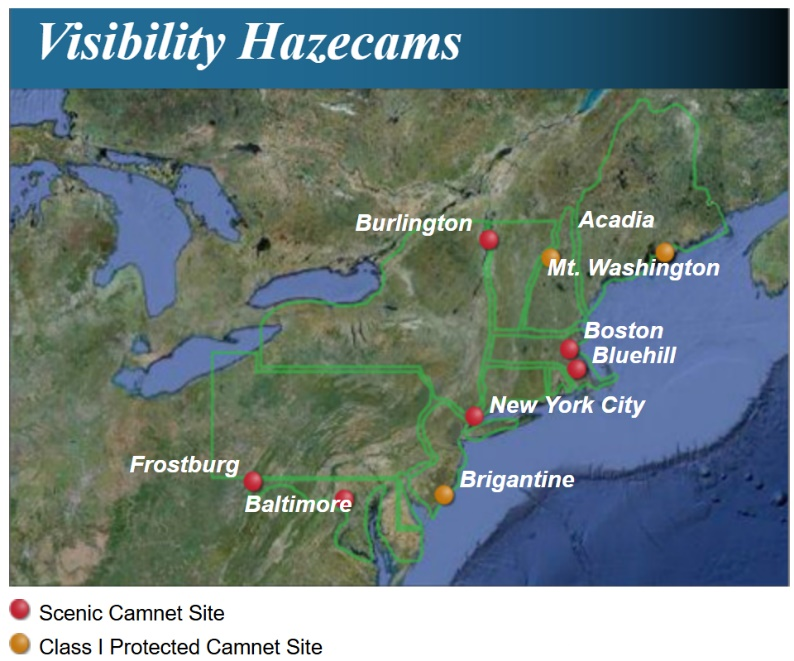 Visibility Hazecams
Burlington
Acadia
Mt. Washington
Boston
Bluehill
New York City
Frostburg
Brigantine
Baltimore
Scenic Camnet Site
Class I Protected Camnet Site